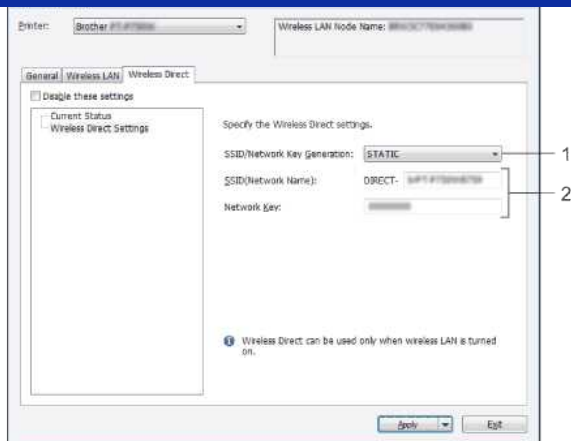 Printer: Brother
Wireless LAN Node Name:
General Wireless LAN Wireless Direct
Disable these settings
Current Status
Wireless Direct Settings
Specify the Wireless Direct settings.
SSID/Network Key Generation: STATIC
1
SSID(Network Name): DIRECT-
2
Network Key:
Wireless Direct can be used only when wireless LAN is turned
on.
Apply Exit